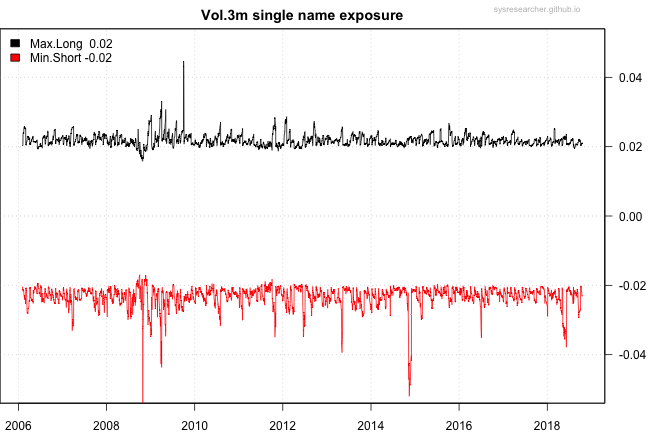 Vol.3m single name exposure
sysresearcher.github.io
Max.Long 0.02
Min.Short -0.02
0.04
0.02
0.00
-0.02
-0.04
2006 2008 2010 2012 2014 2016 2018